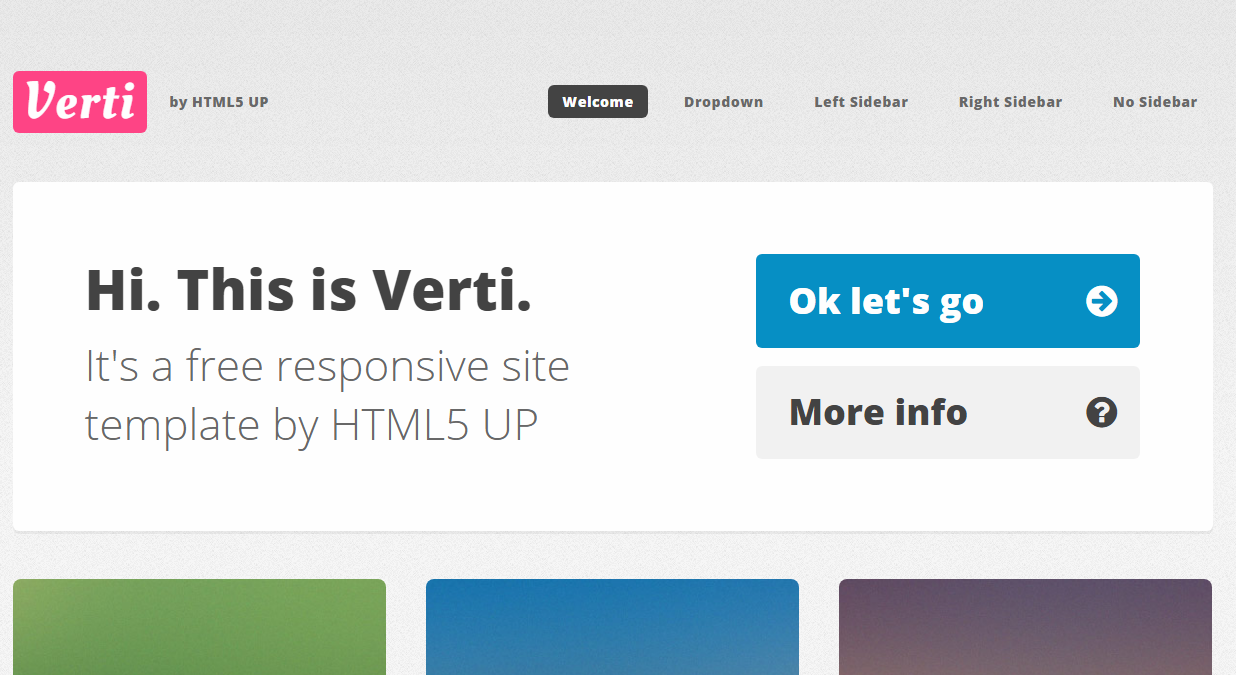 Verti
by HTML5 UP
Welcome
Dropdown
Left Sidebar
Right Sidebar
No Sidebar
Hi. This is Verti.
It's a free responsive site
template by HTML5 UP
Ok let's go
More info